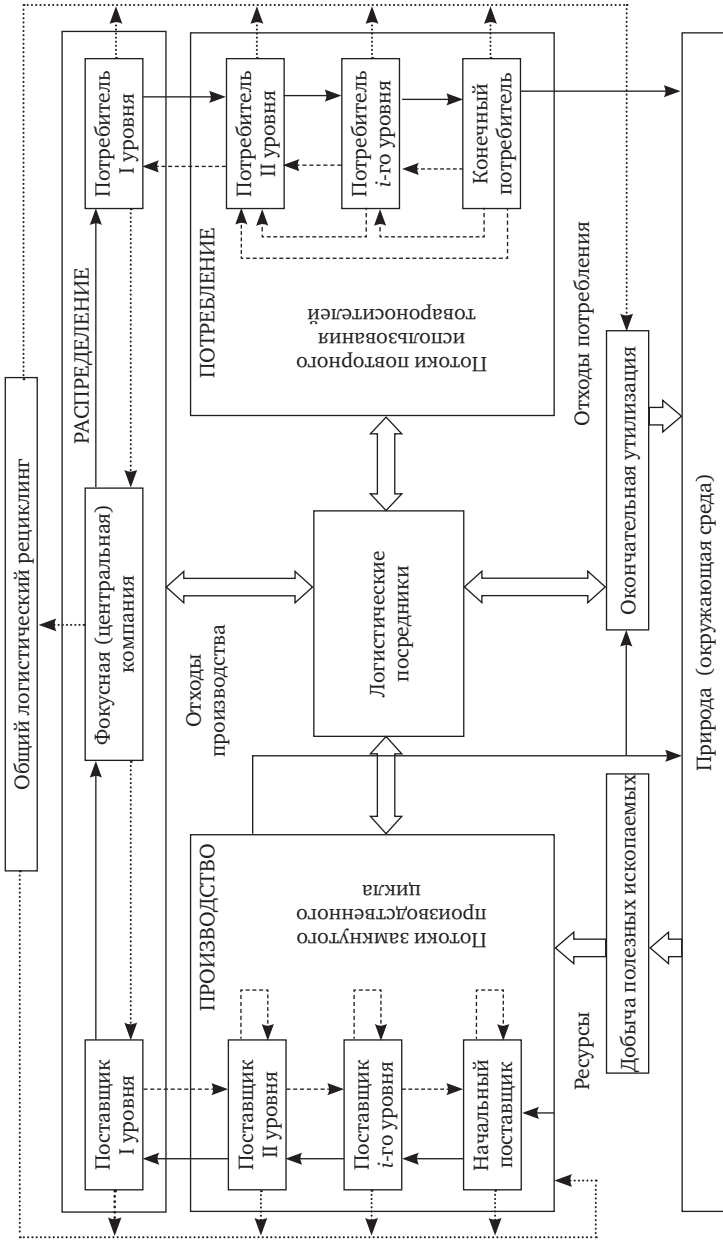 Общий логистический рециклинг
РАСПРЕДЕЛЕНИЕ
Поставщик
I уровня
Фокусная (центральная)
компания
Потребитель
I уровня
Отходы
производства
ПРОИЗВОДСТВО
Поставщик
II уровня
Поставщик
i-го уровня
Начальный
поставщик
Потоки замкнутого
производственного
цикла
Логистические
посредники
ПОТРЕБЛЕНИЕ
Потребитель
II уровня
Потребитель
i-го уровня
Конечный
потребитель
Потоки повторного
использования
товароносителей
Ресурсы
Отходы потребления
Добыча полезных ископаемых
Окончательная утилизация
Природа (окружающая среда)